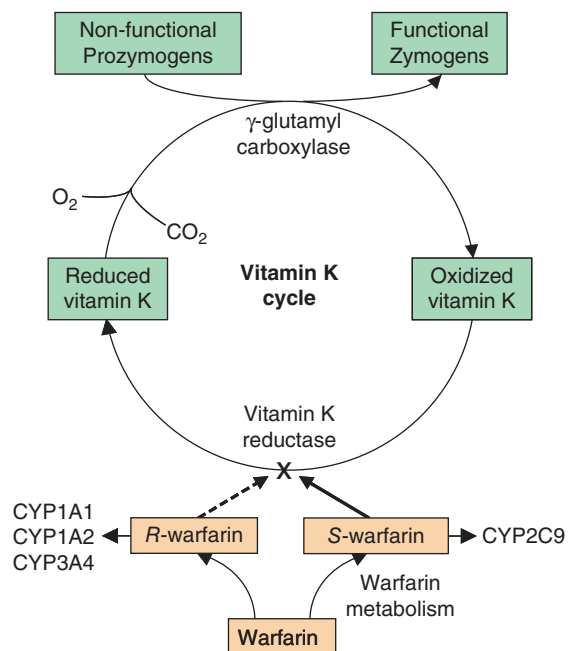 Non-functional
Prozymogens
Functional
Zymogens
γ-glutamyl
carboxylase
O₂
CO₂
Reduced
vitamin K
Vitamin K
cycle
Oxidized
vitamin K
Vitamin K
reductase
X
CYP1A1
CYP1A2
CYP3A4
R-warfarin
S-warfarin
CYP2C9
Warfarin
metabolism
Warfarin